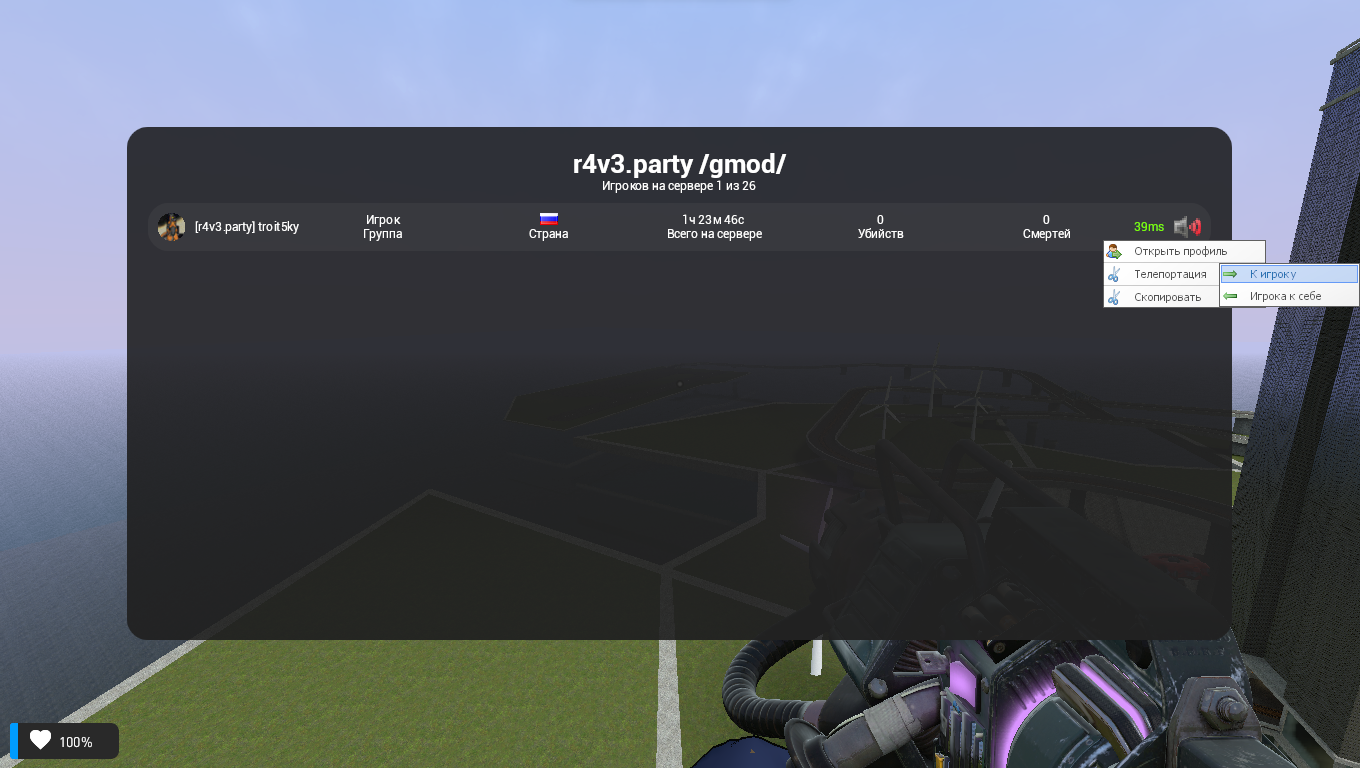 r4v3.party /gmod/
Игроков на сервере 1 из 26
[r4v3.party] troit5ky
Игрок
Группа
Страна
1ч 23м 46с
Всего на сервере
0
Убийств
0
Смертей
39ms
Открыть профиль
Телепортация
К игроку
Скопировать
Игрока к себе
100%